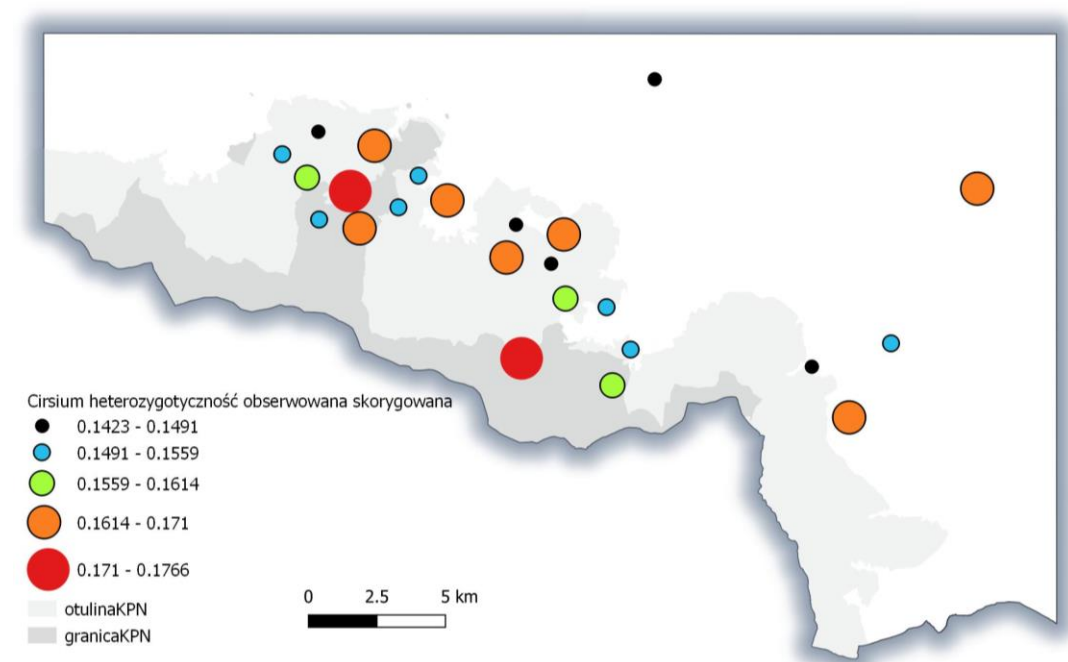 Cirsium heterozygotyczność obserwowana skorygowana
0.1423 - 0.1491
0.1491 - 0.1559
0.1559 - 0.1614
0.1614 - 0.171
0.171 - 0.1766
otulinaKPN
granicaKPN
0 2.5 5 km